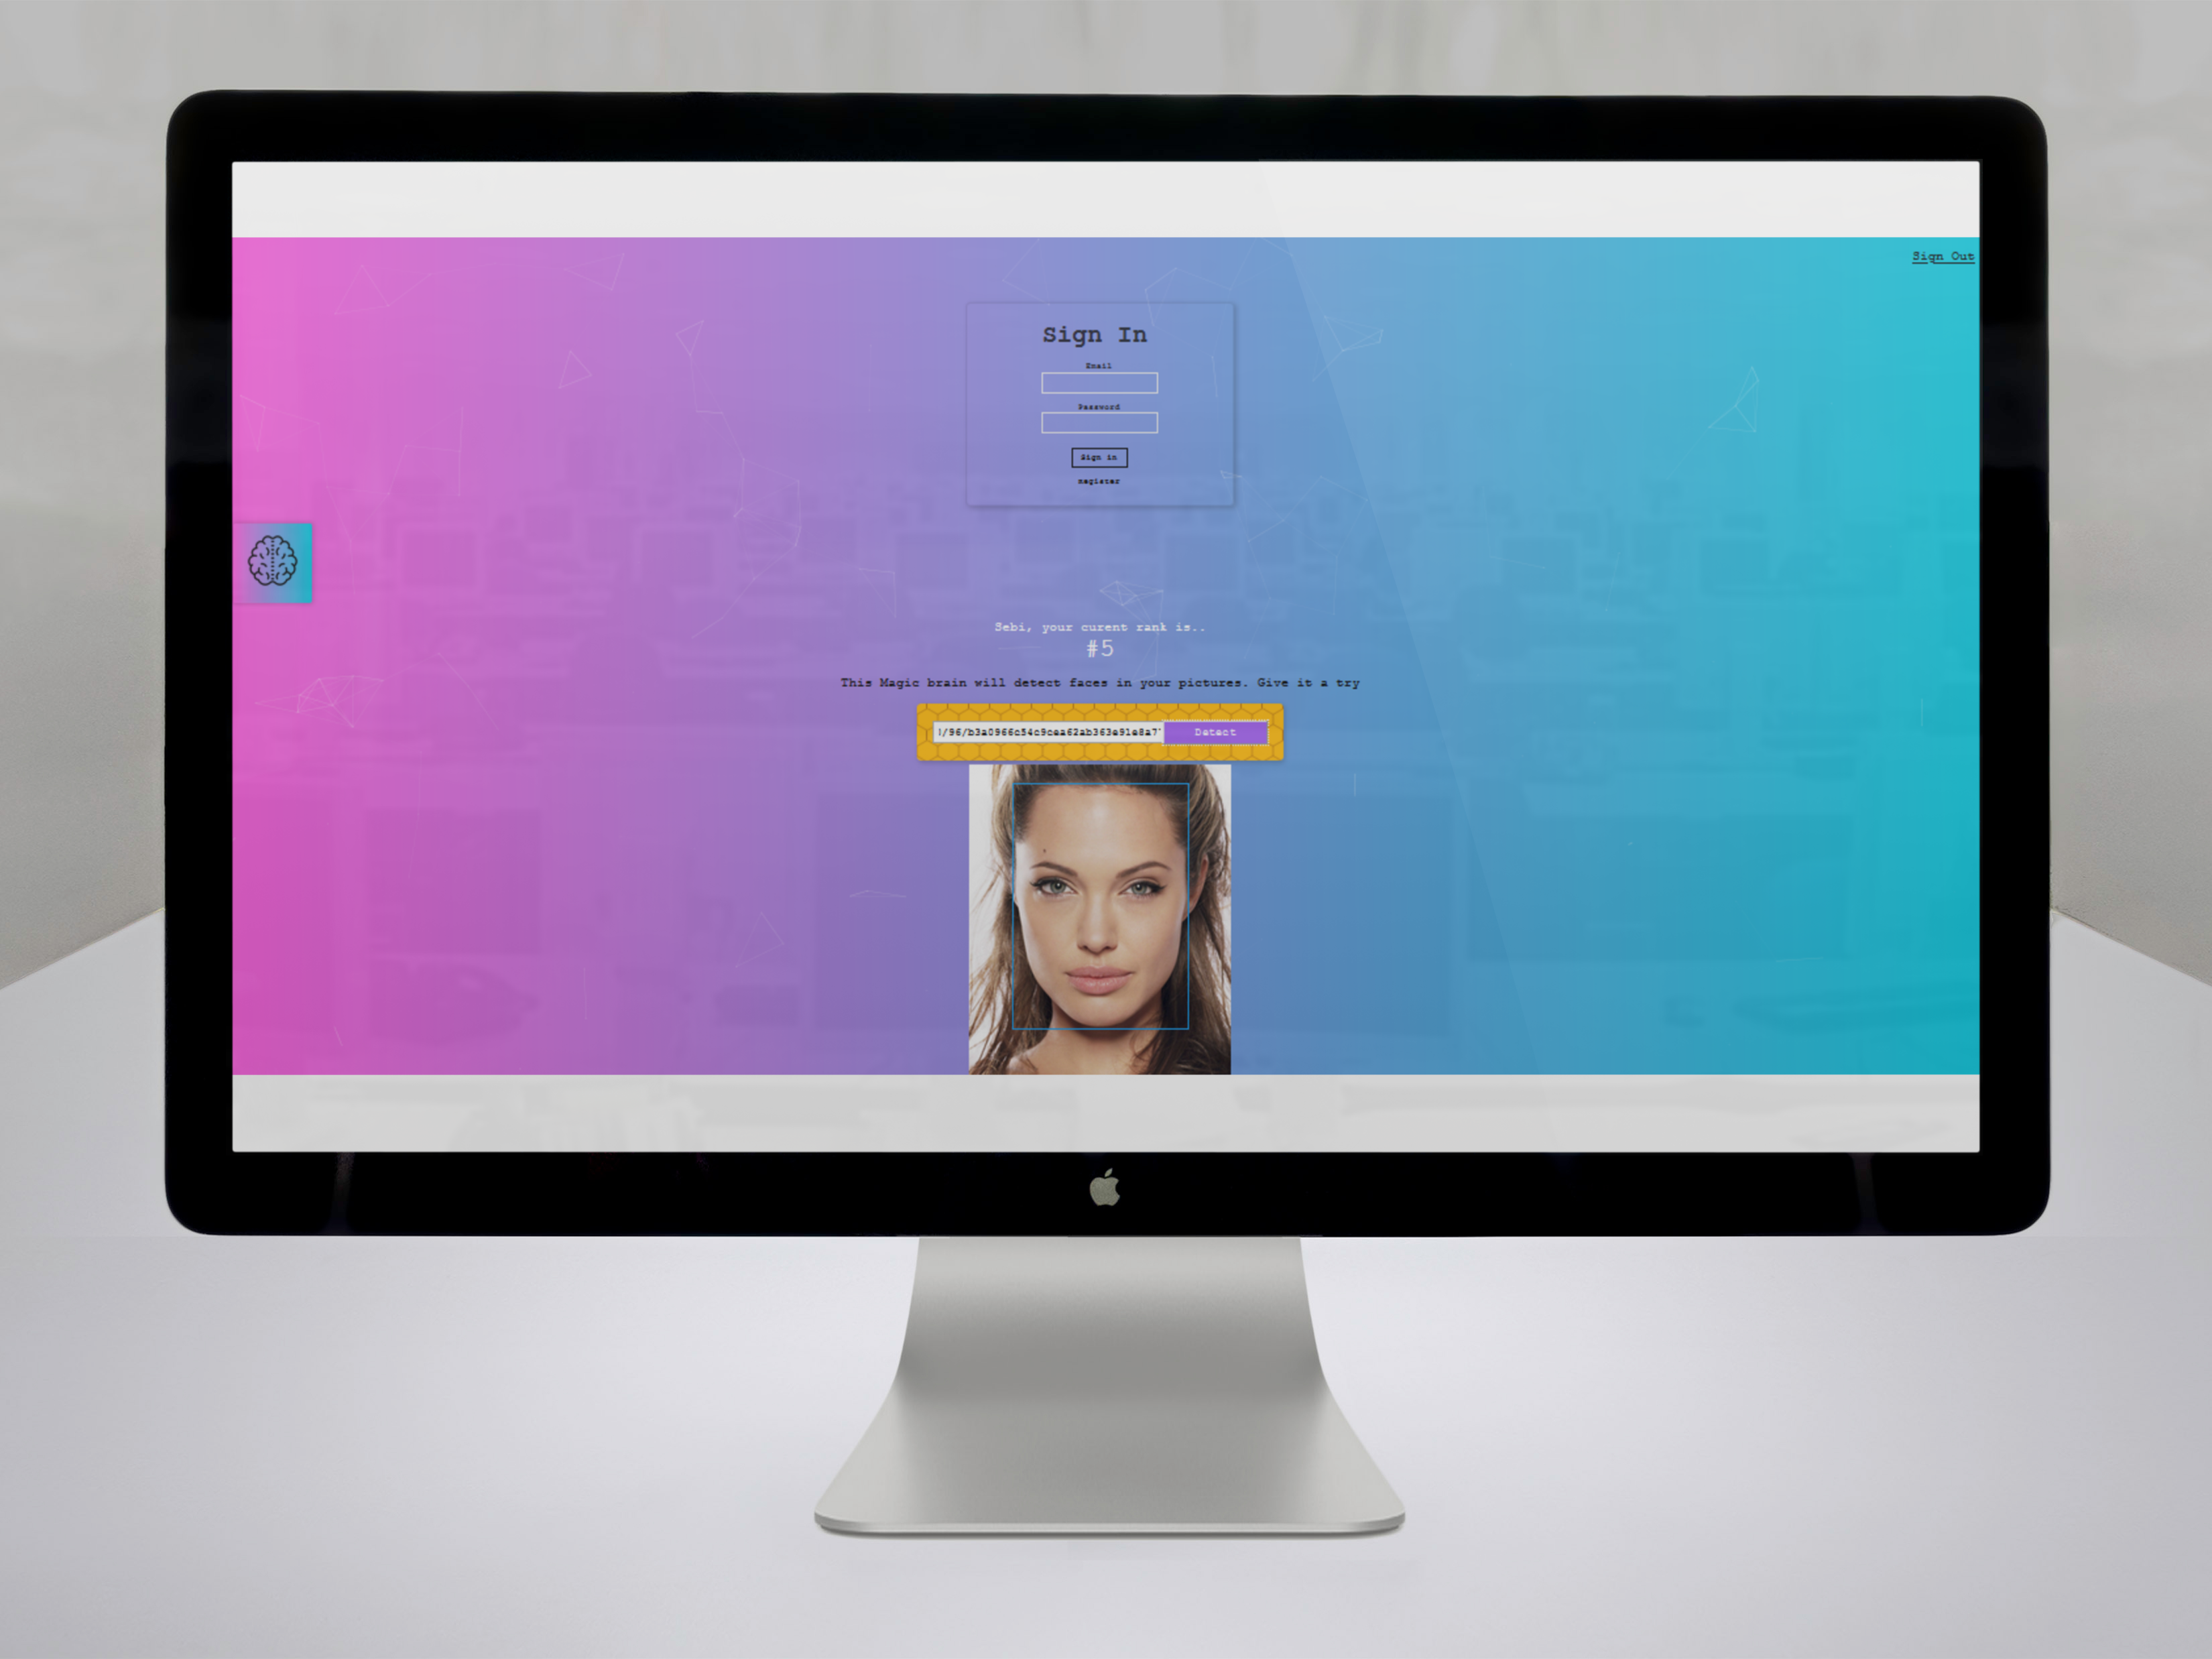 Sign Out
Sign In
Email
Password
Sign in
register
Sebi, your curent rank is..
#5
This Magic brain will detect faces in your pictures. Give it a try
/96/b3a0966c54c9cea62ab363e91e8a7
Detect